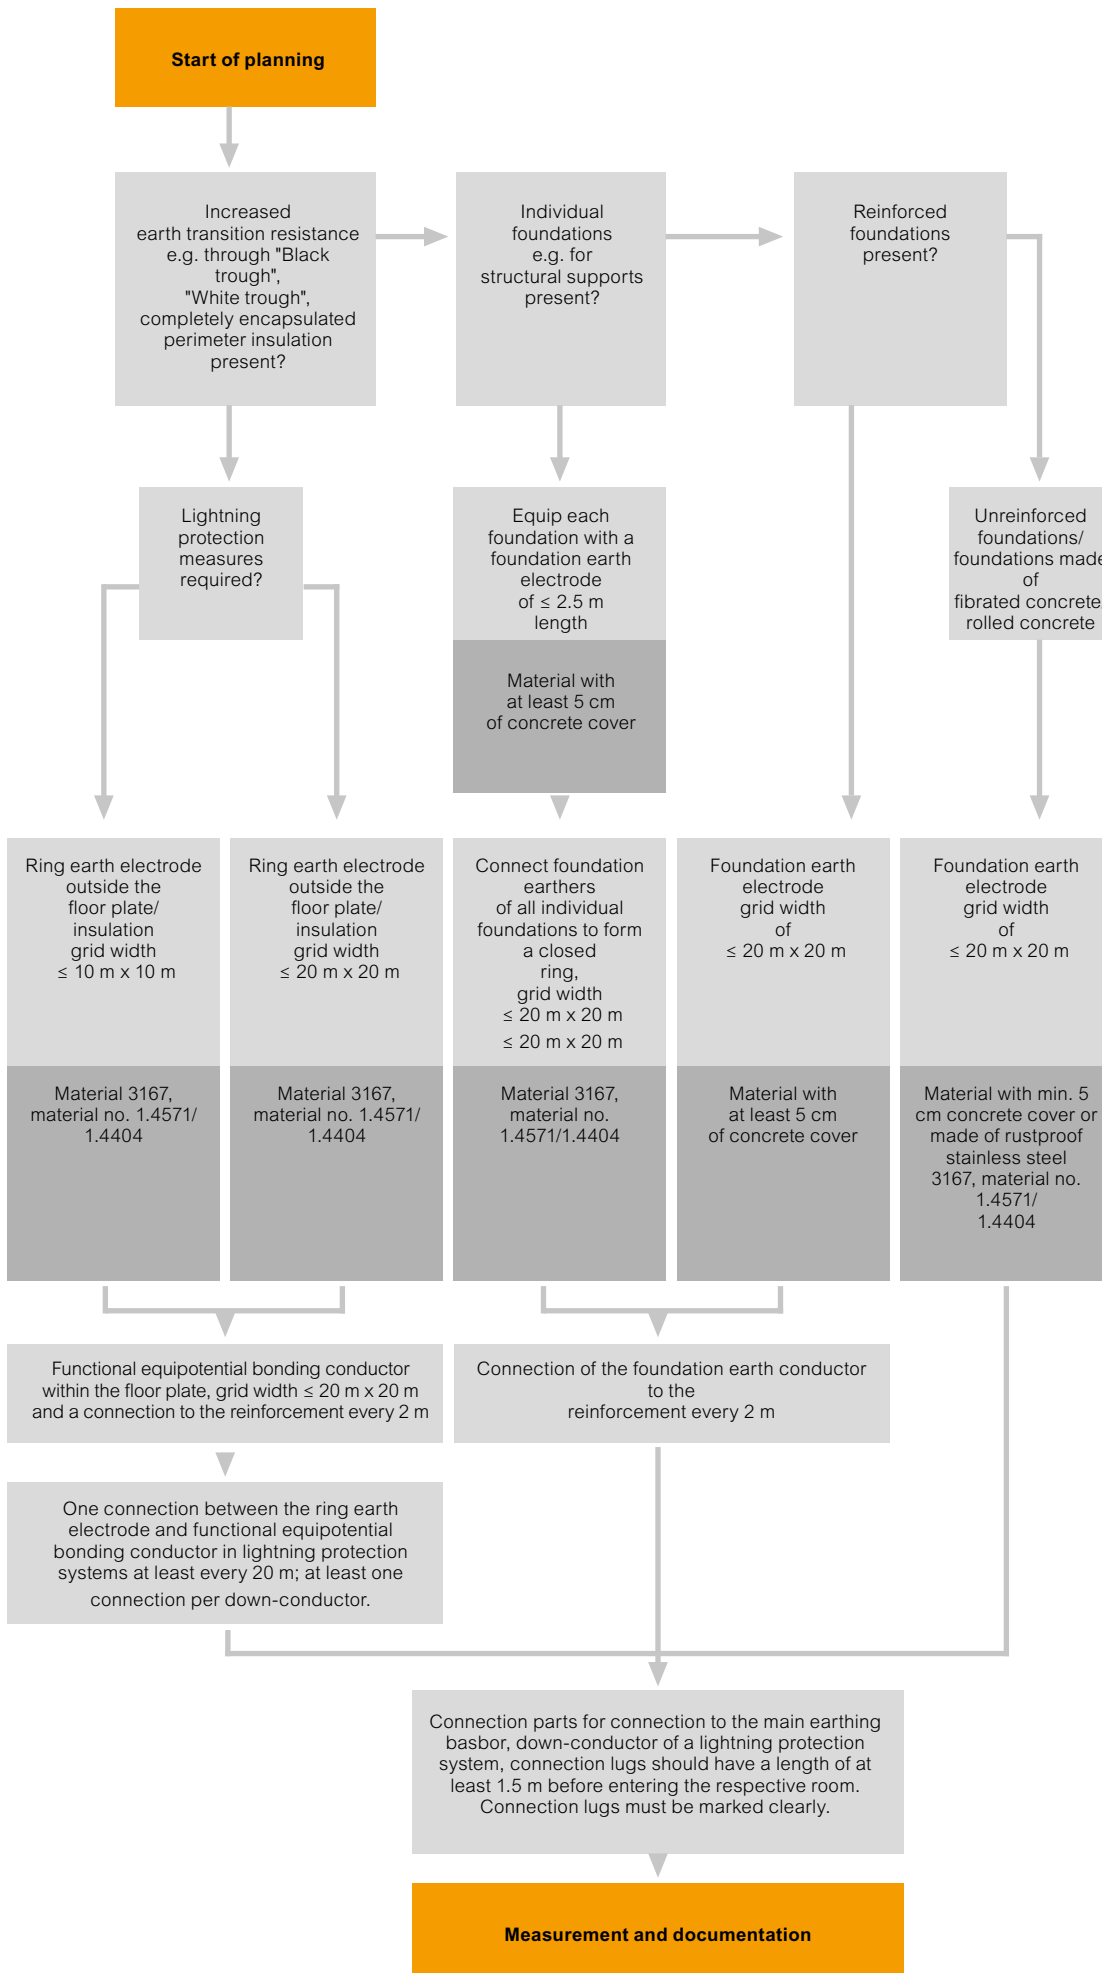 Start of planning
Increased
earth transition resistance
e.g. through "Black
trough",
"White trough",
completely encapsulated
perimeter insulation
present?
Individual
foundations
e.g. for
structural supports
present?
Reinforced
foundations
present?
Lightning
protection
measures
required?
Equip each
foundation with a
foundation earth
electrode
of ≤ 2.5 m
length
Material with
at least 5 cm
of concrete cover
Unreinforced
foundations/
foundations made
of
fibrated concrete/
rolled concrete
Ring earth electrode
outside the
floor plate/
insulation
grid width
≤ 10 m x 10 m
Material 3167,
material no. 1.4571/
1.4404
Ring earth electrode
outside the
floor plate/
insulation
grid width
≤ 20 m x 20 m
Material 3167,
material no. 1.4571/
1.4404
Connect foundation
earthers
of all individual
foundations to form
a closed
ring,
grid width
≤ 20 m x 20 m
≤ 20 m x 20 m
Material 3167,
material no.
1.4571/1.4404
Foundation earth
electrode
grid width
of
≤ 20 m x 20 m
Material with
at least 5 cm
of concrete cover
Foundation earth
electrode
grid width
of
≤ 20 m x 20 m
Material with min. 5
cm concrete cover or
made of rustproof
stainless steel
3167, material no.
1.4571/
1.4404
Functional equipotential bonding conductor
within the floor plate, grid width ≤ 20 m x 20 m
and a connection to the reinforcement every 2 m
Connection of the foundation earth conductor
to the
reinforcement every 2 m
One connection between the ring earth
electrode and functional equipotential
bonding conductor in lightning protection
systems at least every 20 m; at least one
connection per down-conductor.
Connection parts for connection to the main earthing
basbor, down-conductor of a lightning protection
system, connection lugs should have a length of at
least 1.5 m before entering the respective room.
Connection lugs must be marked clearly.
Measurement and documentation